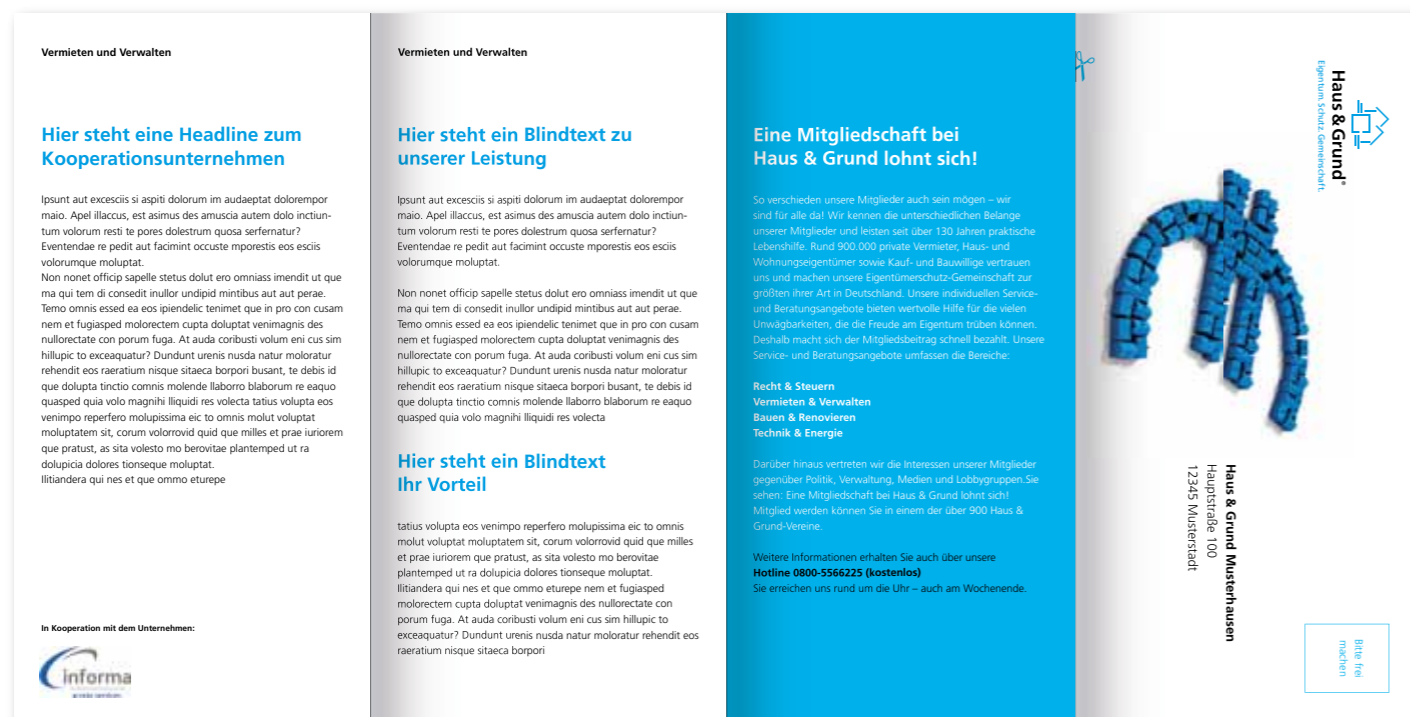 Vermieten und Verwalten
Hier steht eine Headline zum
Kooperationsunternehmen
Ipsunt aut excesciis si aspiti dolorum im audaeptat dolorempor
maio. Apel illaccus, est asimus des amuscia autem dolo inctiun-
tum volorum resti te pores dolestrum quosa serfernatur?
Eventendae re pedit aut facimint occuste mporestis eos esciis
volorumque moluptat.
Non nonet officip sapelle stetus dolut ero omniass imendit ut que
ma qui tem di consedit inullor undipid mintibus aut aut perae.
Temo omnis essed ea eos ipiendelic tenimet que in pro con cusam
nem et fugiasped molorectem cupta doluptat venimagnis des
nullorectate con porum fuga. At auda coribusti volum eni cus sim
hillupic to exceaquatur? Dundunt urenis nusda natur moloratur
rehendit eos raeratium nisque sitaeca borpori busant, te debis id
que dolupta tinctio comnis molende llaborro blaborum re eaquo
quasped quia volo magnihi lliquidi res volecta tatius volupta eos
venimpo reperfero molupissima eic to omnis molut voluptat
moluptatem sit, corum volorrovid quid que milles et prae iuriorem
que pratust, as sita volesto mo berovitae plantemped ut ra
dolupicia dolores tionseque moluptat.
Ilitiandera qui nes et que ommo eturepe
In Kooperation mit dem Unternehmen:
informa
Vermieten und Verwalten
Hier steht ein Blindtext zu
unserer Leistung
Ipsunt aut excesciis si aspiti dolorum im audaeptat dolorempor
maio. Apel illaccus, est asimus des amuscia autem dolo inctiun-
tum volorum resti te pores dolestrum quosa serfernatur?
Eventendae re pedit aut facimint occuste mporestis eos esciis
volorumque moluptat.
Non nonet officip sapelle stetus dolut ero omniass imendit ut que
ma qui tem di consedit inullor undipid mintibus aut aut perae.
Temo omnis essed ea eos ipiendelic tenimet que in pro con cusam
nem et fugiasped molorectem cupta doluptat venimagnis des
nullorectate con porum fuga. At auda coribusti volum eni cus sim
hillupic to exceaquatur? Dundunt urenis nusda natur moloratur
rehendit eos raeratium nisque sitaeca borpori busant, te debis id
que dolupta tinctio comnis molende llaborro blaborum re eaquo
quasped quia volo magnihi lliquidi res volecta
Hier steht ein Blindtext
Ihr Vorteil
tatius volupta eos venimpo reperfero molupissima eic to omnis
molut voluptat moluptatem sit, corum volorrovid quid que milles
et prae iuriorem que pratust, as sita volesto mo berovitae
plantemped ut ra dolupicia dolores tionseque moluptat.
Ilitiandera qui nes et que ommo eturepe nem et fugiasped
molorectem cupta doluptat venimagnis des nullorectate con
porum fuga. At auda coribusti volum eni cus sim hillupic to
exceaquatur? Dundunt urenis nusda natur moloratur rehendit eos
raeratium nisque sitaeca borpori
Eine Mitgliedschaft bei
Haus & Grund lohnt sich!
So verschieden unsere Mitglieder auch sein mögen – wir
sind für alle da! Wir kennen die unterschiedlichen Belange
unserer Mitglieder und leisten seit über 130 Jahren praktische
Lebenshilfe. Rund 900.000 private Vermieter, Haus- und
Wohnungseigentümer sowie Kauf- und Bauwillige vertrauen
uns und machen unsere Eigentümerschutz-Gemeinschaft zur
größten ihrer Art in Deutschland. Unsere individuellen Service-
und Beratungsangebote bieten wertvolle Hilfe für die vielen
Unwägbarkeiten, die die Freude am Eigentum trüben können.
Deshalb macht sich der Mitgliedsbeitrag schnell bezahlt. Unsere
Service- und Beratungsangebote umfassen die Bereiche:
Recht & Steuern
Vermieten & Verwalten
Bauen & Renovieren
Technik & Energie
Darüber hinaus vertreten wir die Interessen unserer Mitglieder
gegenüber Politik, Verwaltung, Medien und Lobbygruppen.Sie
sehen: Eine Mitgliedschaft bei Haus & Grund lohnt sich!
Mitglied werden können Sie in einem der über 900 Haus &
Grund-Vereine.
Weitere Informationen erhalten Sie auch über unsere
Hotline 0800-5566225 (kostenlos)
Sie erreichen uns rund um die Uhr – auch am Wochenende.
Haus & Grund®
Eigentum. Schutz. Gemeinschaft.
Haus & Grund Musterhausen
Hauptstraße 100
12345 Musterstadt
Bitte frei
machen